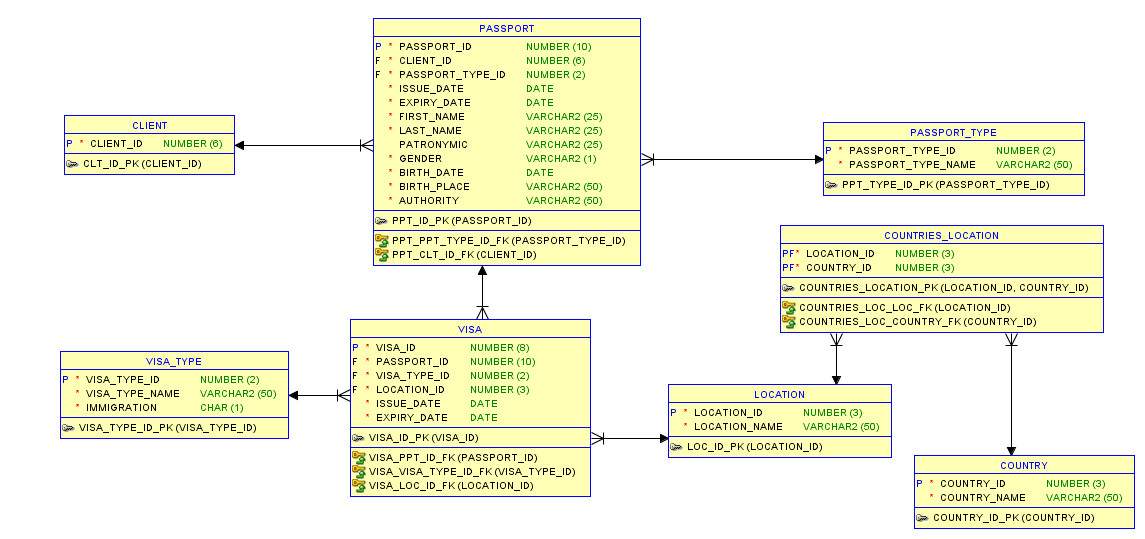 PASSPORT
P * PASSPORT_ID NUMBER (10)
F * CLIENT_ID NUMBER (6)
F * PASSPORT_TYPE_ID NUMBER (2)
* ISSUE_DATE DATE
* EXPIRY_DATE DATE
* FIRST_NAME VARCHAR2 (25)
* LAST_NAME VARCHAR2 (25)
PATRONYMIC VARCHAR2 (25)
* GENDER VARCHAR2 (1)
* BIRTH_DATE DATE
* BIRTH_PLACE VARCHAR2 (50)
* AUTHORITY VARCHAR2 (50)
PPT_ID_PK (PASSPORT_ID)
PPT_PPT_TYPE_ID_FK (PASSPORT_TYPE_ID)
PPT_CLT_ID_FK (CLIENT_ID)
CLIENT
P * CLIENT_ID NUMBER (6)
CLT_ID_PK (CLIENT_ID)
PASSPORT_TYPE
P * PASSPORT_TYPE_ID NUMBER (2)
* PASSPORT_TYPE_NAME VARCHAR2 (50)
PPT_TYPE_ID_PK (PASSPORT_TYPE_ID)
COUNTRIES_LOCATION
PF* LOCATION_ID NUMBER (3)
PF* COUNTRY_ID NUMBER (3)
COUNTRIES_LOCATION_PK (LOCATION_ID, COUNTRY_ID)
COUNTRIES_LOC_LOC_FK (LOCATION_ID)
COUNTRIES_LOC_COUNTRY_FK (COUNTRY_ID)
VISA
P * VISA_ID NUMBER (8)
F * PASSPORT_ID NUMBER (10)
F * VISA_TYPE_ID NUMBER (2)
F * LOCATION_ID NUMBER (3)
* ISSUE_DATE DATE
* EXPIRY_DATE DATE
VISA_ID_PK (VISA_ID)
VISA_PPT_ID_FK (PASSPORT_ID)
VISA_VISA_TYPE_ID_FK (VISA_TYPE_ID)
VISA_LOC_ID_FK (LOCATION_ID)
VISA_TYPE
P * VISA_TYPE_ID NUMBER (2)
* VISA_TYPE_NAME VARCHAR2 (50)
* IMMIGRATION CHAR (1)
VISA_TYPE_ID_PK (VISA_TYPE_ID)
LOCATION
P * LOCATION_ID NUMBER (3)
* LOCATION_NAME VARCHAR2 (50)
LOC_ID_PK (LOCATION_ID)
COUNTRY
P * COUNTRY_ID NUMBER (3)
* COUNTRY_NAME VARCHAR2 (50)
COUNTRY_ID_PK (COUNTRY_ID)